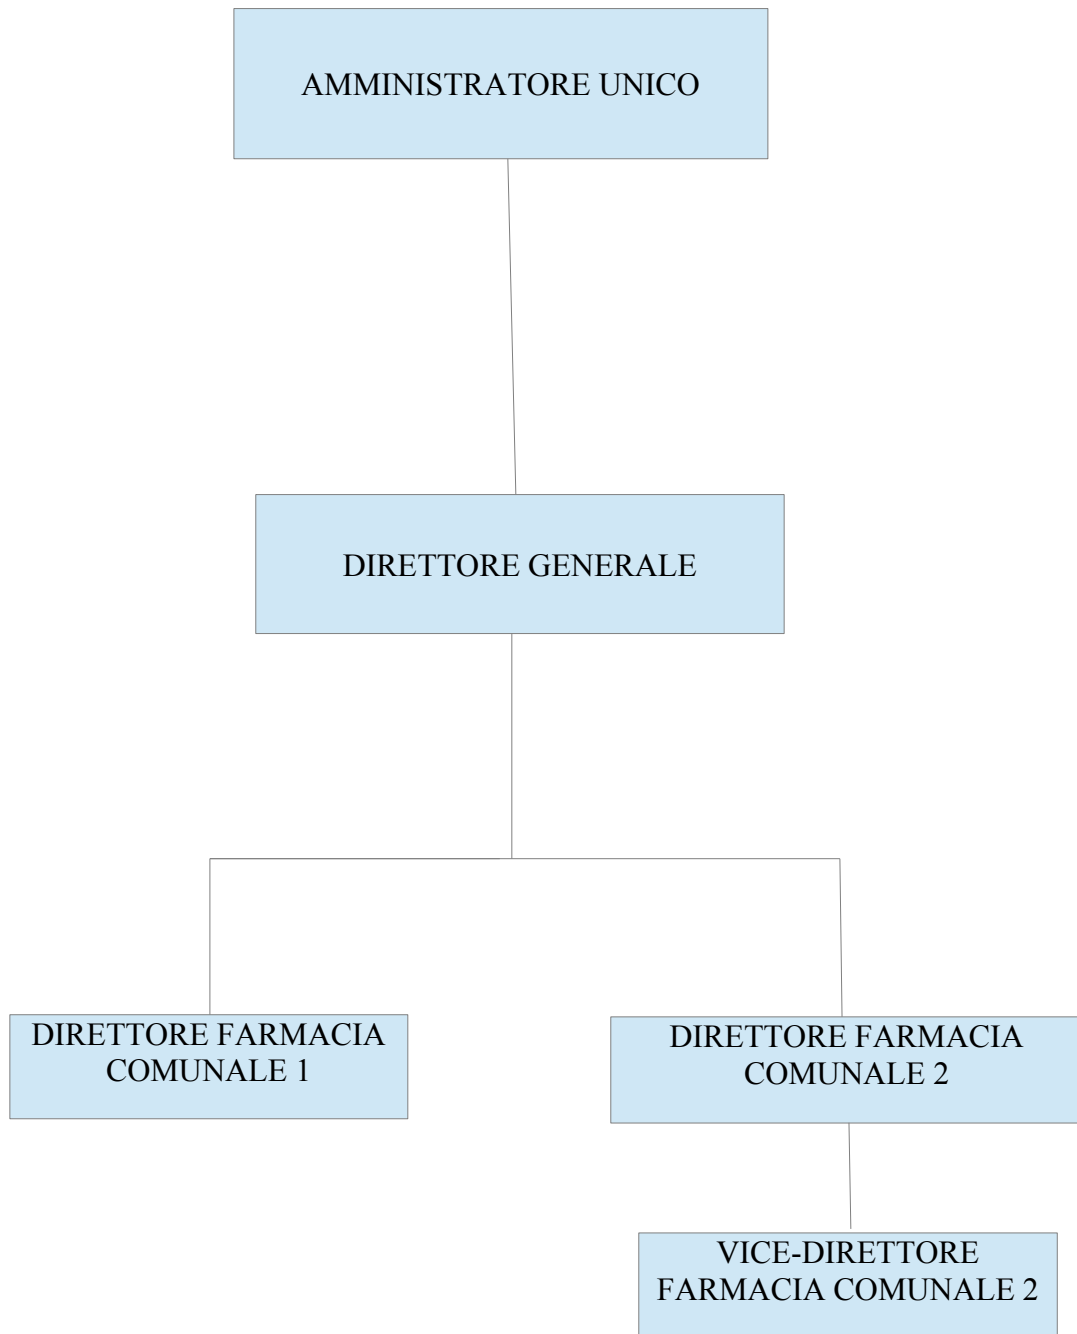 AMMINISTRATORE UNICO
DIRETTORE GENERALE
DIRETTORE FARMACIA
COMUNALE 1
DIRETTORE FARMACIA
COMUNALE 2
VICE-DIRETTORE
FARMACIA COMUNALE 2